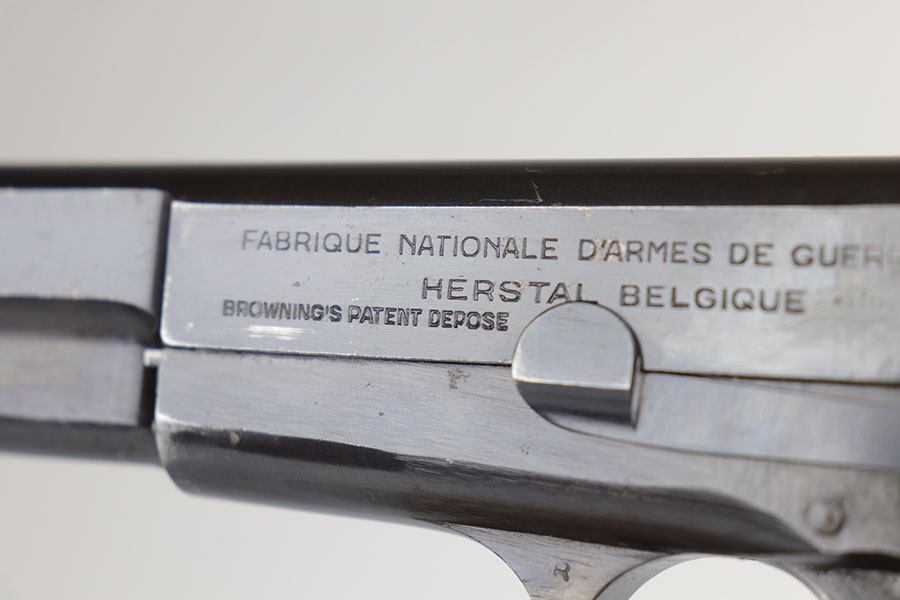 FABRIQUE NATIONALE D'ARMES DE GUER
HERSTAL BELGIQUE
BROWNING'S PATENT DEPOSE